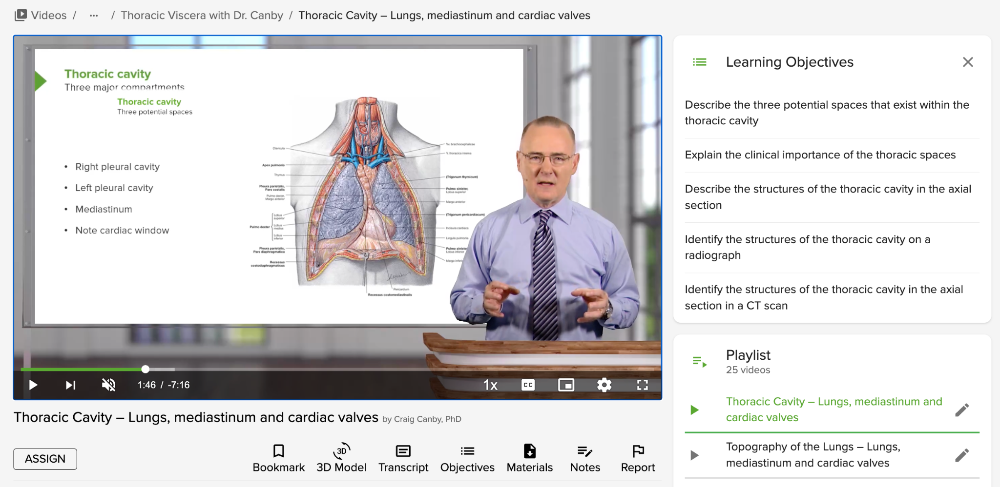 Videos / ... / Thoracic Viscera with Dr. Canby / Thoracic Cavity – Lungs, mediastinum and cardiac valves
Thoracic cavity
Three major compartments
Thoracic cavity
Three potential spaces
• Right pleural cavity
• Left pleural cavity
• Mediastinum
• Note cardiac window
Clavicula
Apex pulmonis
Thymus
Pleura parietalis,
Pars costalis
Pulmo dexter,
Margo anterior
Lobus
superior
Pulmo dexter
Lobus
medius
Lobus
inferior
Pleura parietalis,
Pars diaphragmatica
Recessus
costodiaphragmaticus
Vv. brachiocephalicae
V. thoracica interna
(Trigonum thymicum)
Pulmo sinister,
Lobus superior
Margo anterior
(Trigonum pericardiacum)
Incisura cardiaca
Lingula pulmonis
Pulmo siniste
Lobus inferior
Margo inferi
Pericardium
Recessus costomediastinalis
1:46 / -7:16
1x
CC
Thoracic Cavity – Lungs, mediastinum and cardiac valves by Craig Canby, PhD
ASSIGN
3D
Bookmark
3D Model
Transcript
Objectives
Materials
Notes
Report
Learning Objectives
Describe the three potential spaces that exist within the
thoracic cavity
Explain the clinical importance of the thoracic spaces
Describe the structures of the thoracic cavity in the axial
section
Identify the structures of the thoracic cavity on a
radiograph
Identify the structures of the thoracic cavity in the axial
section in a CT scan
Playlist
25 videos
Thoracic Cavity – Lungs, mediastinum and
cardiac valves
Topography of the Lungs – Lungs,
mediastinum and cardiac valves